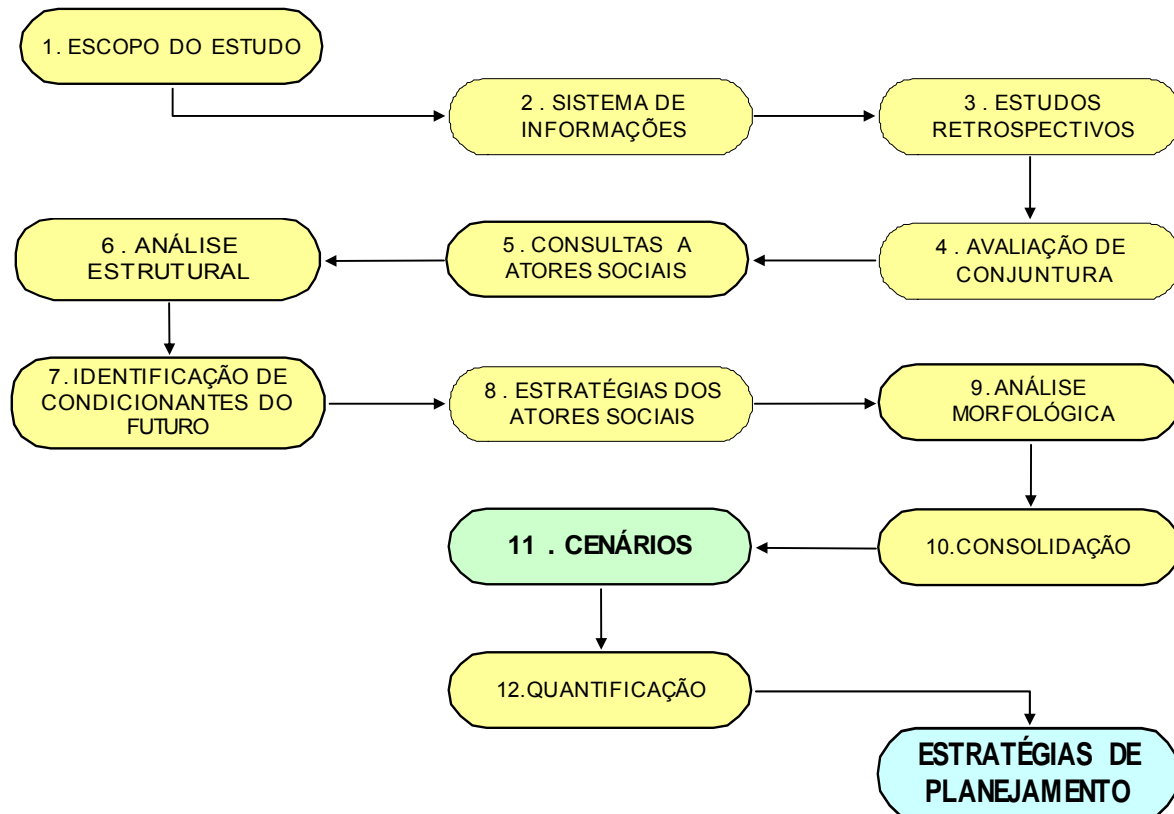 1. ESCOPO DO ESTUDO
2 . SISTEMA DE
INFORMAÇÕES
3 . ESTUDOS
RETROSPECTIVOS
6 . ANÁLISE
ESTRUTURAL
5 . CONSULTAS A
ATORES SOCIAIS
4 . AVALIAÇÃO DE
CONJUNTURA
7. IDENTIFICAÇÃO DE
CONDICIONANTES DO
FUTURO
8 . ESTRATÉGIAS DOS
ATORES SOCIAIS
9. ANÁLISE
MORFOLÓGICA
11 . CENÁRIOS
10.CONSOLIDAÇÃO
12.QUANTIFICAÇÃO
ESTRATÉGIAS DE
PLANEJAMENTO